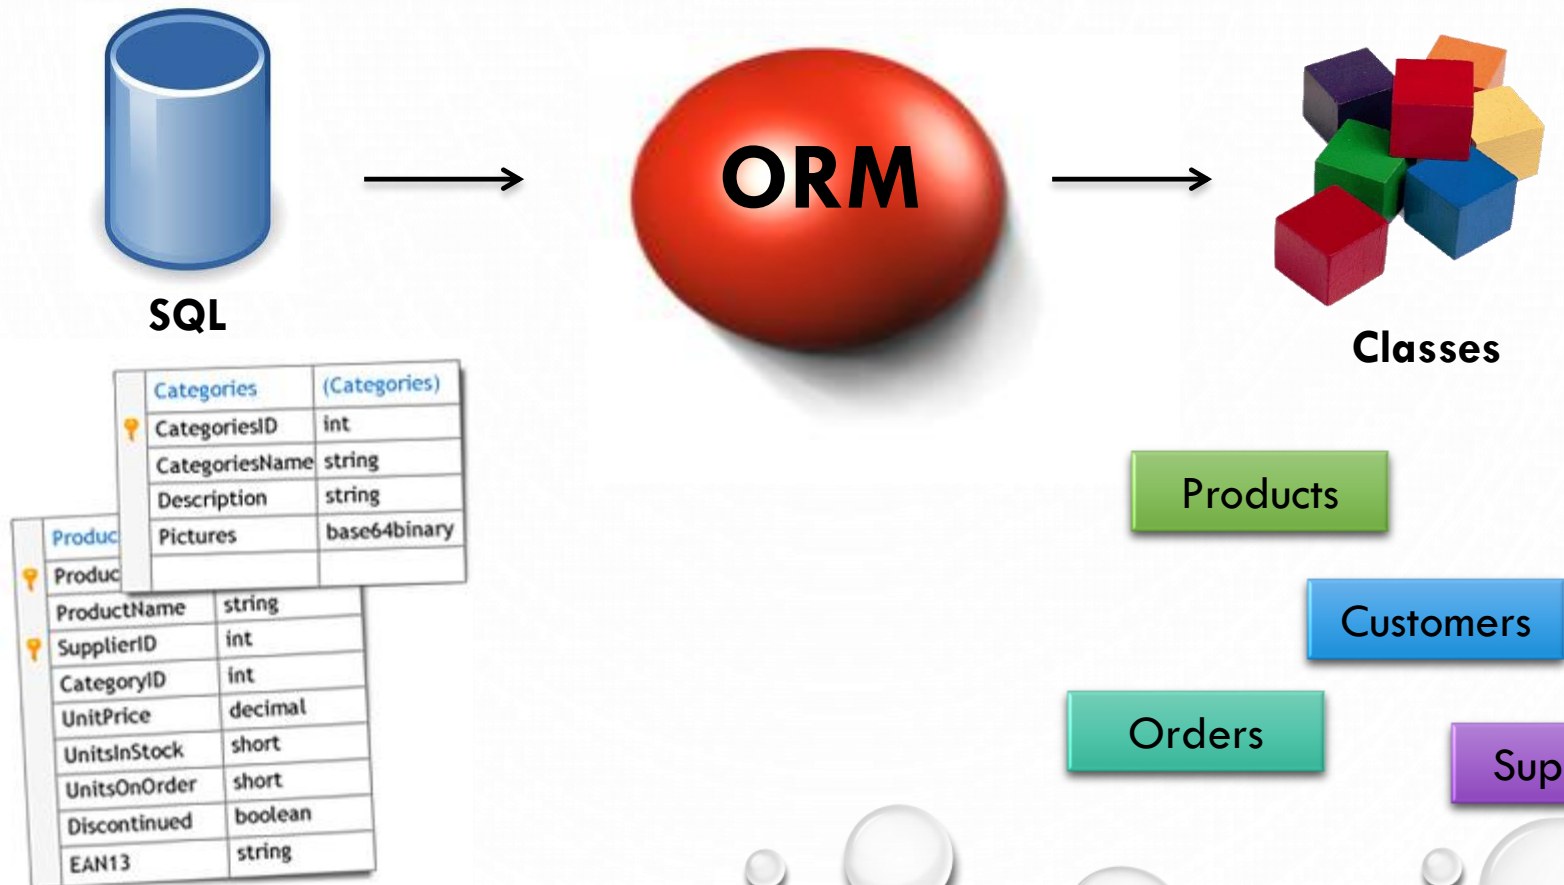 ORM
SQL
Classes
Categories (Categories)
CategoriesID int
CategoriesName string
Description string
Pictures base64binary
Produc
Produc
ProductName string
SupplierID int
CategoryID int
UnitPrice decimal
UnitsInStock short
UnitsOnOrder short
Discontinued boolean
EAN13 string
Products
Customers
Orders
Sup